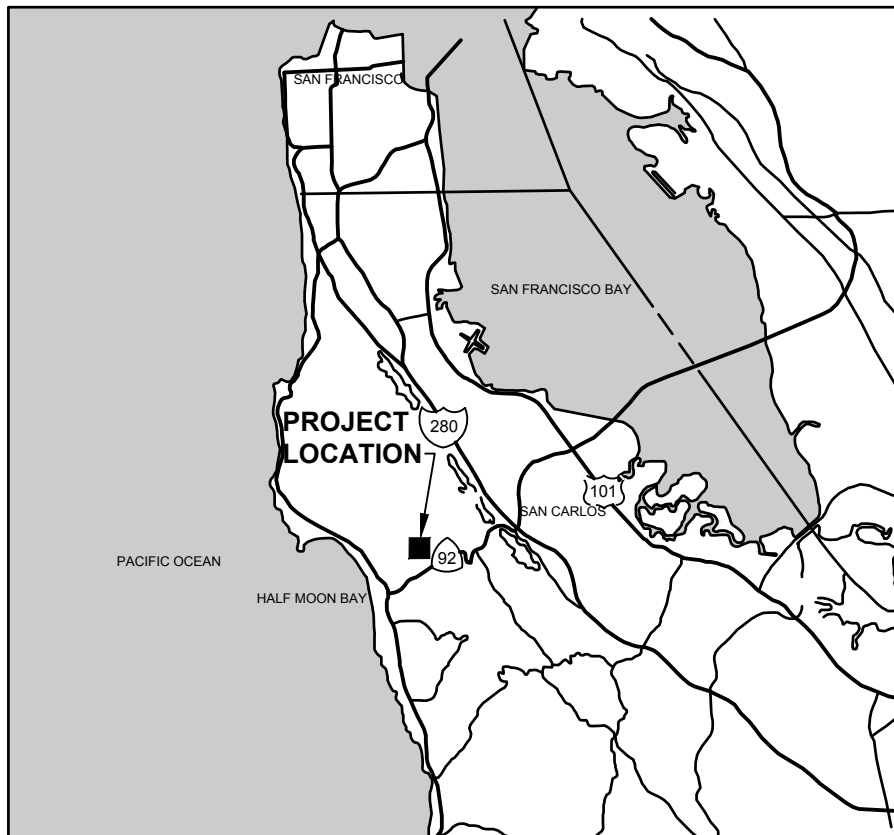 SAN FRANCISCO
SAN FRANCISCO BAY
PROJECT
LOCATION
280
101
SAN CARLOS
92
PACIFIC OCEAN
HALF MOON BAY